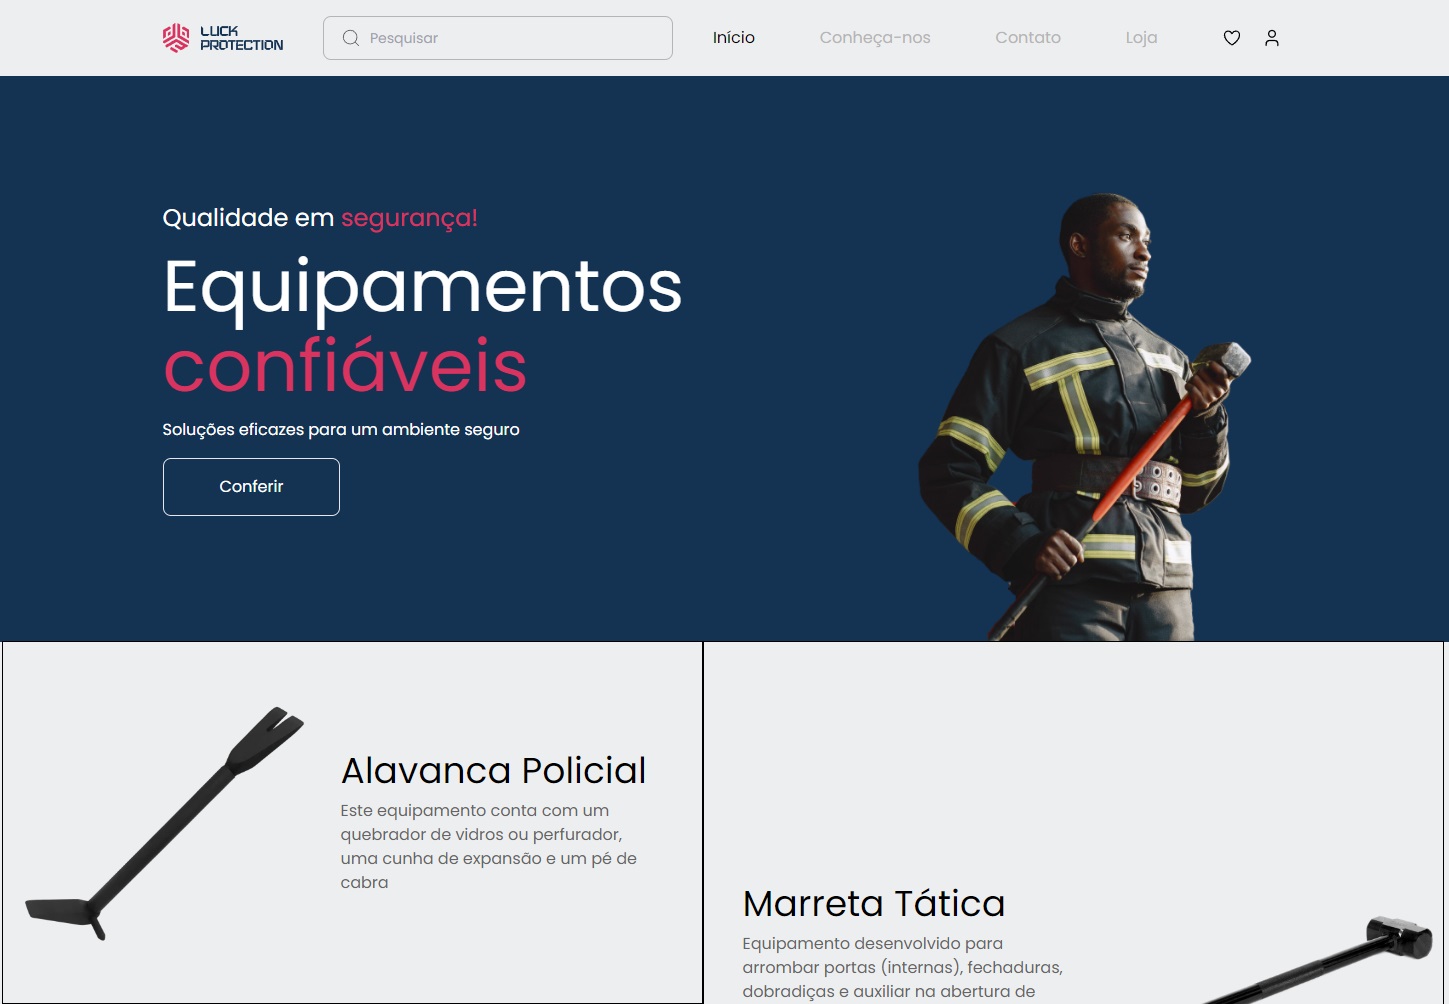 LUCK
PROTECTION
Pesquisar
Início
Conheça-nos
Contato
Loja
Qualidade em segurança!
Equipamentos
confiáveis
Soluções eficazes para um ambiente seguro
Conferir
Alavanca Policial
Este equipamento conta com um
quebrador de vidros ou perfurador,
uma cunha de expansão e um pé de
cabra
Marreta Tática
Equipamento desenvolvido para
arrombar portas (internas), fechaduras,
dobradiças e auxiliar na abertura de